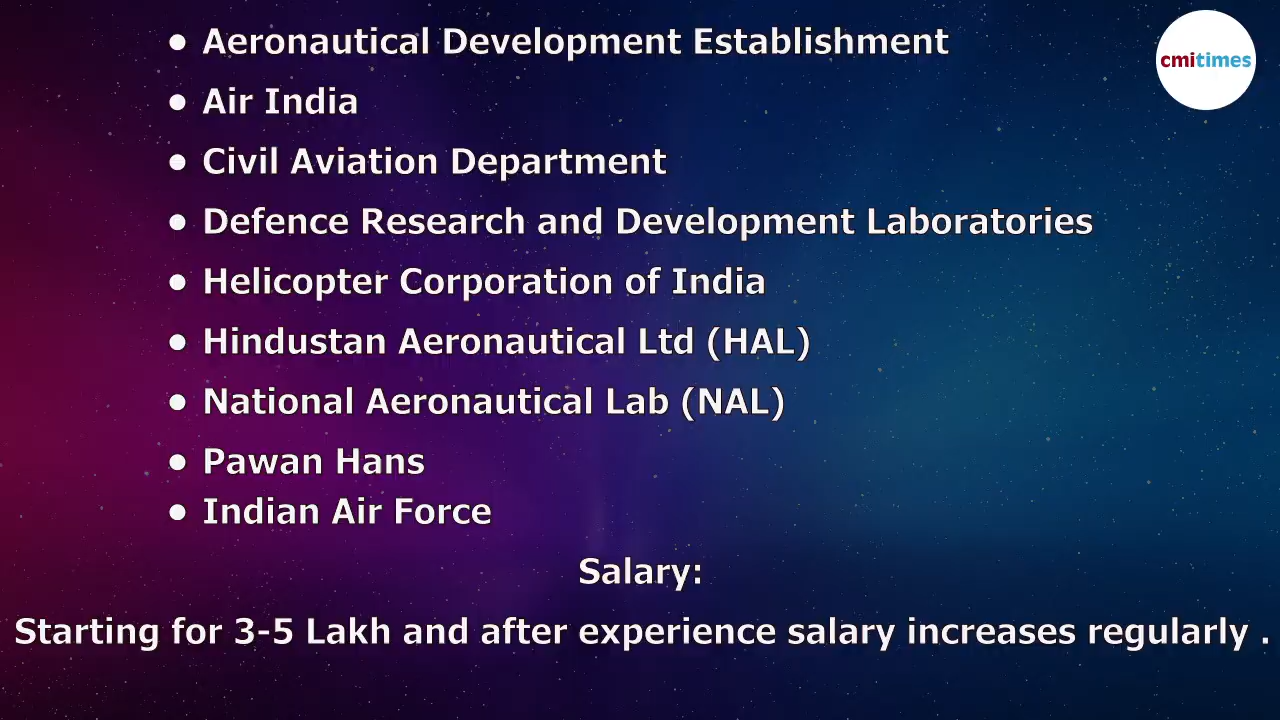 • Aeronautical Development Establishment
cmitimes
• Air India
• Civil Aviation Department
• Defence Research and Development Laboratories
• Helicopter Corporation of India
• Hindustan Aeronautical Ltd (HAL)
• National Aeronautical Lab (NAL)
• Pawan Hans
• Indian Air Force
Salary:
Starting for 3-5 Lakh and after experience salary increases regularly .